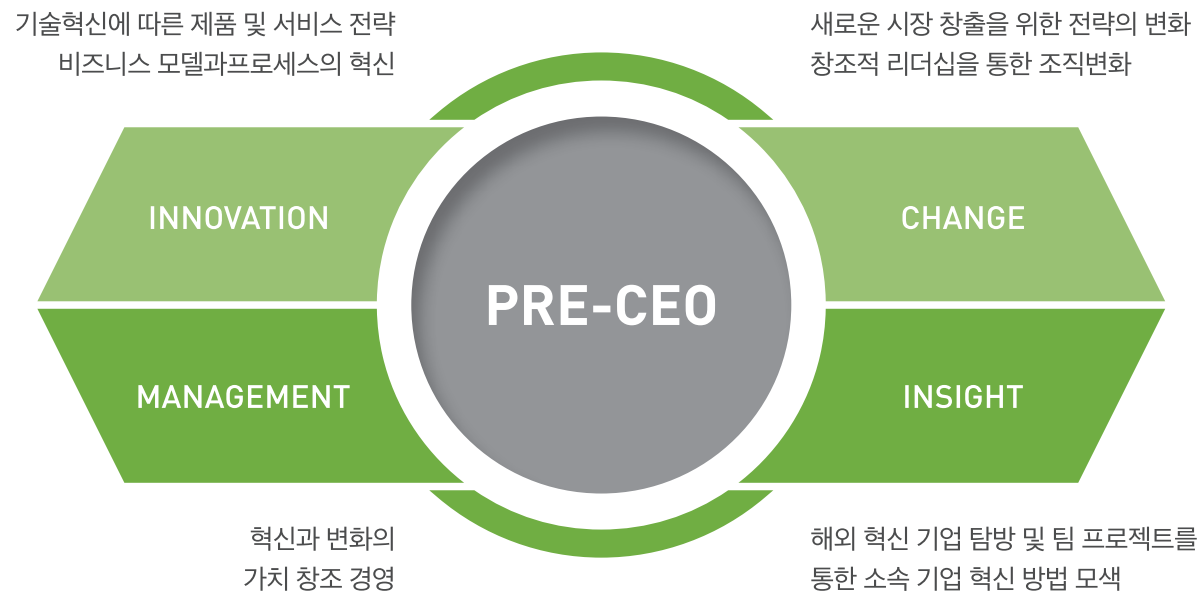 기술혁신에 따른 제품 및 서비스 전략
비즈니스 모델과프로세스의 혁신
새로운 시장 창출을 위한 전략의 변화
창조적 리더십을 통한 조직변화
INNOVATION
CHANGE
PRE-CEO
MANAGEMENT
INSIGHT
혁신과 변화의
가치 창조 경영
해외 혁신 기업 탐방 및 팀 프로젝트를
통한 소속 기업 혁신 방법 모색